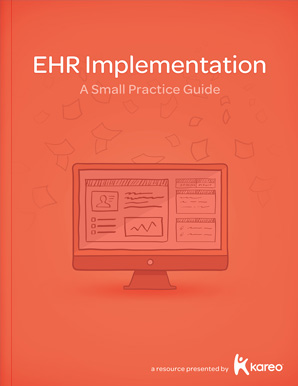 EHR Implementation
A Small Practice Guide
a resource presented by kareo